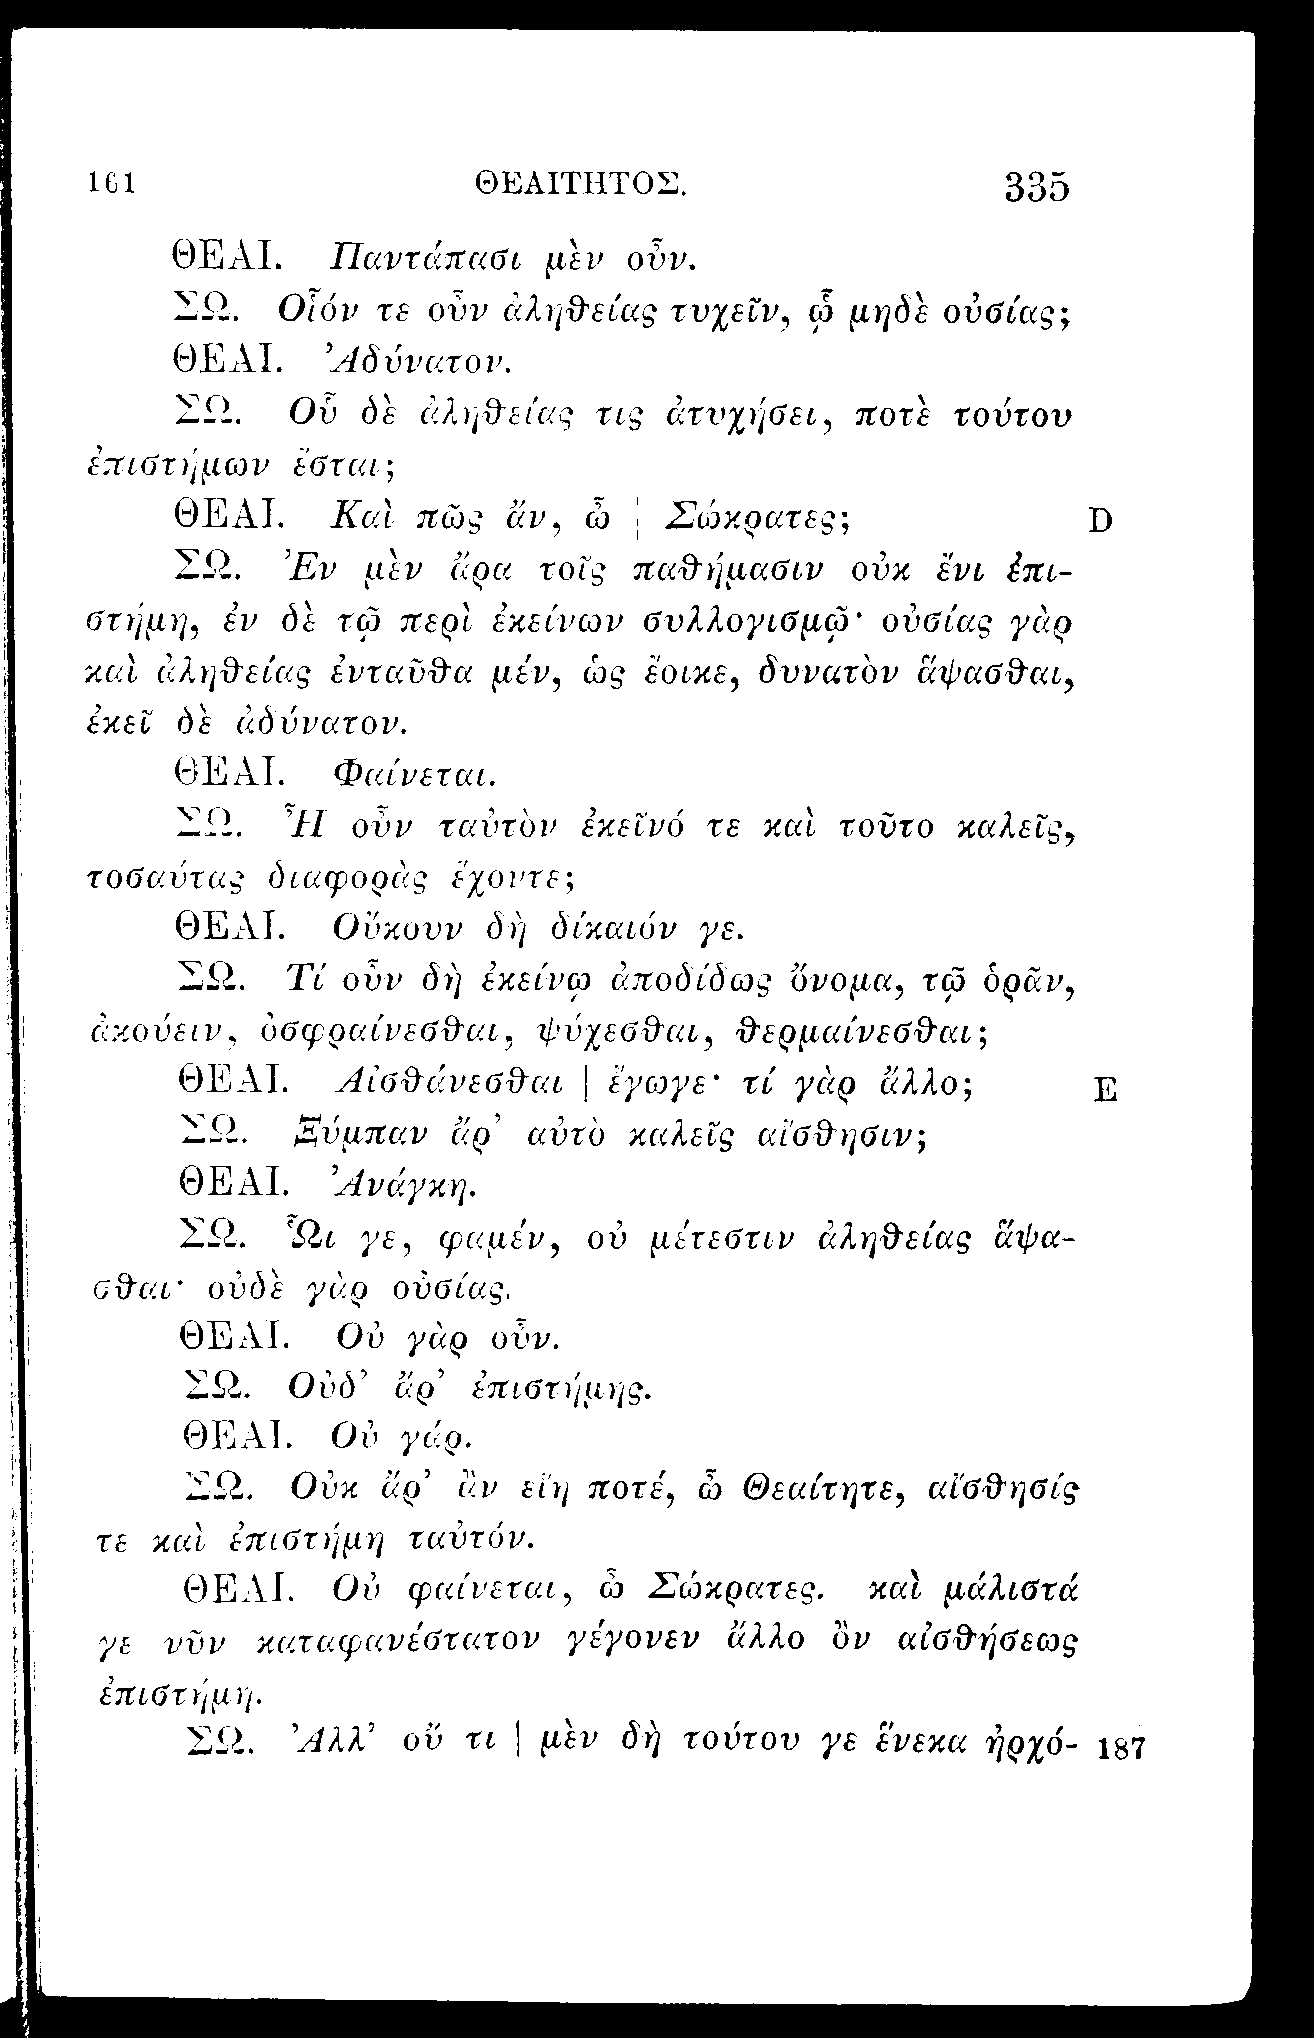 161 ΘΕΑΙΤΗΤΟΣ. 335
ΘΕΑΙ. Παντάπασι μὲν οὖν.
ΣΩ. Οἷόν τε οὖν ἀληθείας τυχεῖν, ᾧ μηδὲ οὐσίας;
ΘΕΑΙ. Ἀδύνατον.
ΣΩ. Οὗ δὲ ἀληθείας τις ἀτυχήσει, ποτὲ τούτου
ἐπιστήμων ἔσται;
ΘΕΑΙ. Καὶ πῶς ἄν, ὦ | Σώκρατες; D
ΣΩ. Ἐν μὲν ἄρα τοῖς παθήμασιν οὐκ ἔνι ἐπι-
στήμη, ἐν δὲ τῷ περὶ ἐκείνων συλλογισμῷ· οὐσίας γὰρ
καὶ ἀληθείας ἐνταῦθα μέν, ὡς ἔοικε, δυνατὸν ἅψασθαι,
ἐκεῖ δὲ ἀδύνατον.
ΘΕΑΙ. Φαίνεται.
ΣΩ. Ἦ οὖν ταὐτὸν ἐκεῖνό τε καὶ τοῦτο καλεῖς,
τοσαύτας διαφορὰς ἔχοντε;
ΘΕΑΙ. Οὔκουν δὴ δίκαιόν γε.
ΣΩ. Τί οὖν δὴ ἐκείνῳ ἀποδίδως ὄνομα, τῷ ὁρᾶν,
ἀκούειν, ὀσφραίνεσθαι, ψύχεσθαι, θερμαίνεσθαι;
ΘΕΑΙ. Αἰσθάνεσθαι | ἔγωγε· τί γὰρ ἄλλο; E
ΣΩ. Ξύμπαν ἄρ’ αὐτὸ καλεῖς αἴσθησιν;
ΘΕΑΙ. Ἀνάγκη.
ΣΩ. Ὧι γε, φαμέν, οὐ μέτεστιν ἀληθείας ἅψα-
σθαι· οὐδὲ γὰρ οὐσίας.
ΘΕΑΙ. Οὐ γὰρ οὖν.
ΣΩ. Οὐδ’ ἄρ’ ἐπιστήμης.
ΘΕΑΙ. Οὐ γάρ.
ΣΩ. Οὐκ ἄρ’ ἂν εἴη ποτέ, ὦ Θεαίτητε, αἴσθησίς
τε καὶ ἐπιστήμη ταὐτόν.
ΘΕΑΙ. Οὐ φαίνεται, ὦ Σώκρατες. καὶ μάλιστά
γε νῦν καταφανέστατον γέγονεν ἄλλο ὂν αἰσθήσεως
ἐπιστήμη.
ΣΩ. Ἀλλ’ οὔ τι | μὲν δὴ τούτου γε ἕνεκα ἠρχό- 187